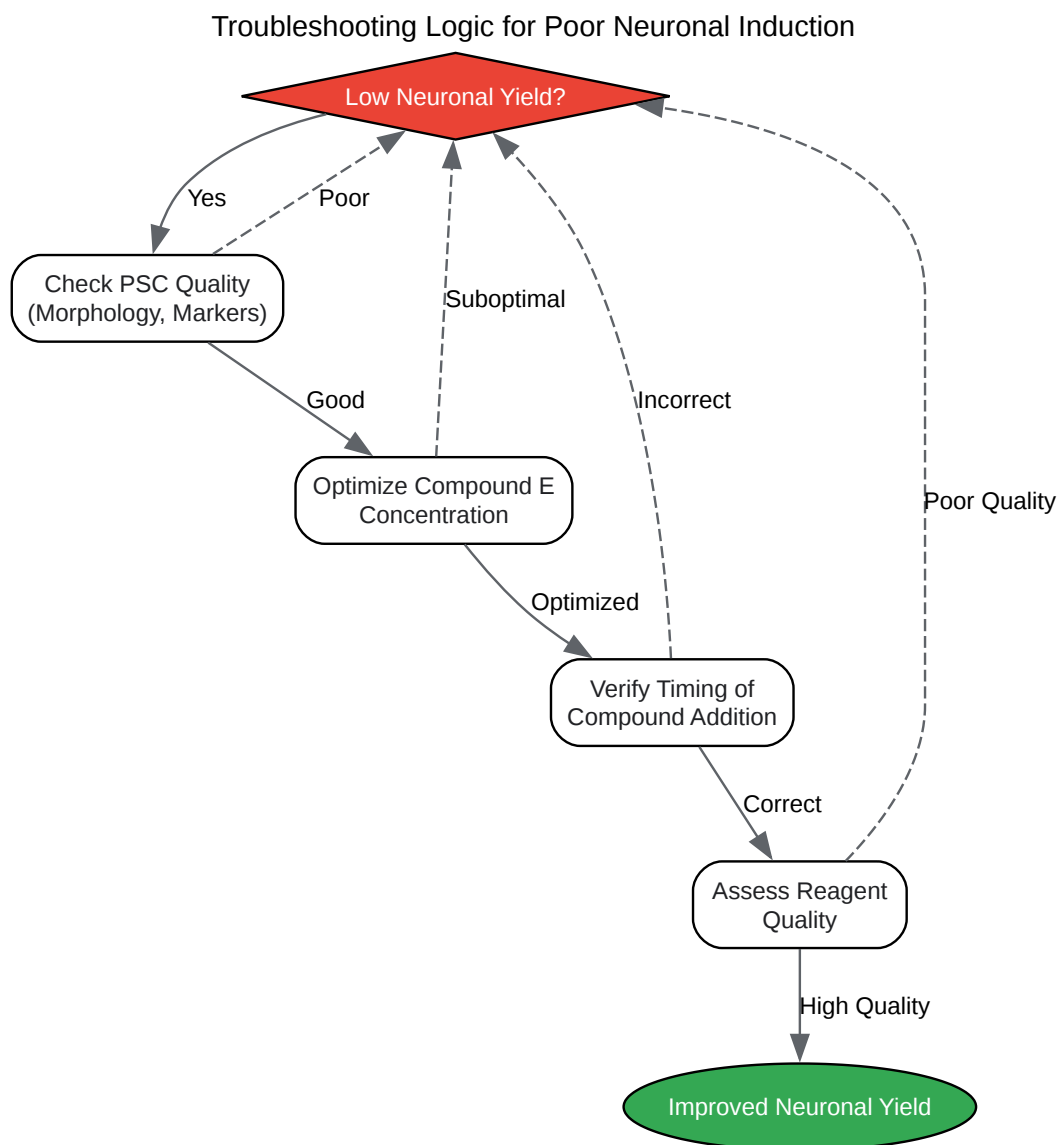 Troubleshooting Logic for Poor Neuronal Induction
Low Neuronal Yield?
Yes
Poor
Check PSC Quality
(Morphology, Markers)
Suboptimal
Good
Incorrect
Optimize Compound E
Concentration
Poor Quality
Optimized
Verify Timing of
Compound Addition
Correct
Assess Reagent
Quality
High Quality
Improved Neuronal Yield